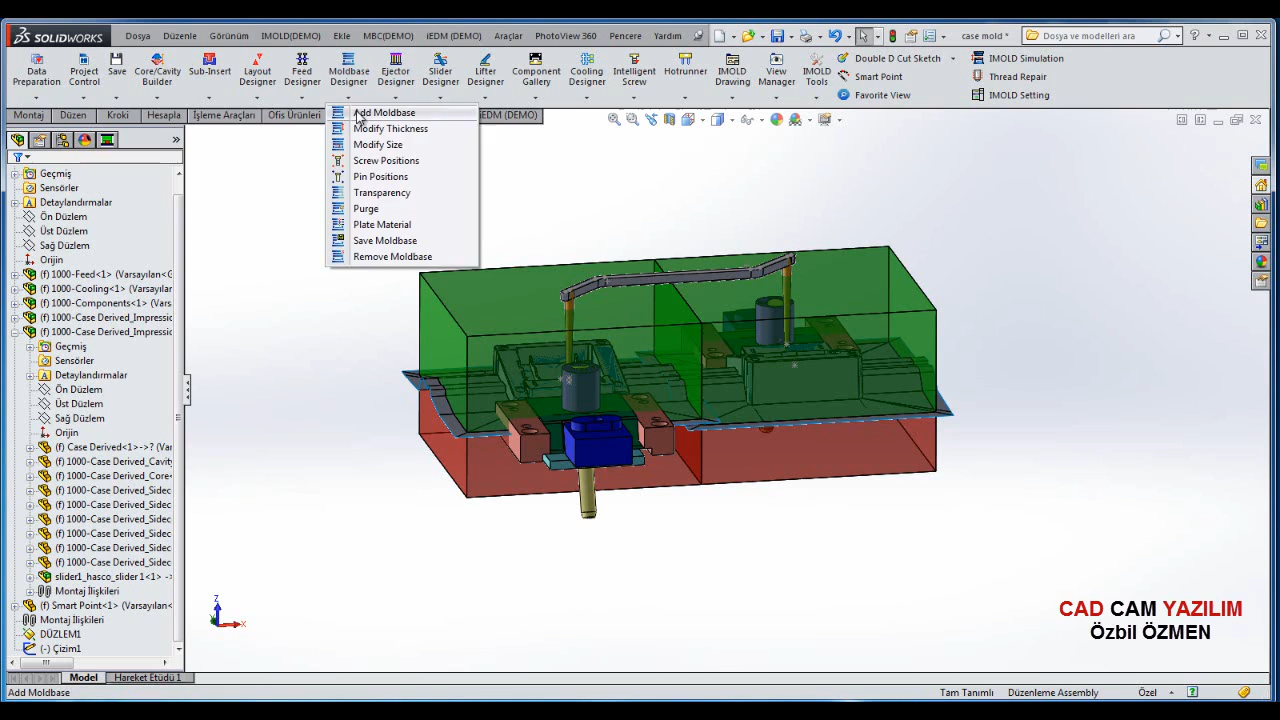 SOLIDWORKS
Dosya Düzenle Görünüm IMOLD(DEMO) Ekle MBC(DEMO) IEDM (DEMO) Araçlar PhotoView 360 Pencere Yardım
case mold *
Dosya ve modelleri ara
Data Preparation
Project Control
Save
Core/Cavity Builder
Sub-Insert
Layout Designer
Feed Designer
Moldbase Designer
Ejector Designer
Slider Designer
Lifter Designer
Component Gallery
Cooling Designer
Intelligent Screw
Hotrunner
IMOLD Drawing
View Manager
IMOLD Tools
Double D Cut Sketch
Smart Point
Favorite View
IMOLD Simulation
Thread Repair
IMOLD Setting
Montaj Düzen Kroki Hesapla İşleme Araçları Ofis Ürünleri IEDM (DEMO)
Add Moldbase
Modify Thickness
Modify Size
Screw Positions
Pin Positions
Transparency
Purge
Plate Material
Save Moldbase
Remove Moldbase
Geçmiş
Sensörler
Detaylandırmalar
Ön Düzlem
Üst Düzlem
Sağ Düzlem
Orijin
(f) 1000-Feed<1> (Varsayılan<G
(f) 1000-Cooling<1> (Varsayılan
(f) 1000-Components<1> (Varsa
(f) 1000-Case Derived_Impressic
(f) 1000-Case Derived_Impressic
Geçmiş
Sensörler
Detaylandırmalar
Ön Düzlem
Üst Düzlem
Sağ Düzlem
Orijin
(f) Case Derived<1>->? (Varsa
(f) 1000-Case Derived_Cavity
(f) 1000-Case Derived_Core<
(f) 1000-Case Derived_Sidec
(f) 1000-Case Derived_Sidec
(f) 1000-Case Derived_Sidec
(f) 1000-Case Derived_Sidec
(f) 1000-Case Derived_Sidec
slider1_hasco_slider 1<1> ->
Montaj İlişkileri
(f) Smart Point<1> (Varsayılan<
Montaj İlişkileri
DÜZLEM1
(-) Çizim1
Z
X
CAD CAM YAZILIM
Özbil ÖZMEN
Model Hareket Etüdü 1
Add Moldbase Tam Tanımlı Düzenleme Assembly Özel